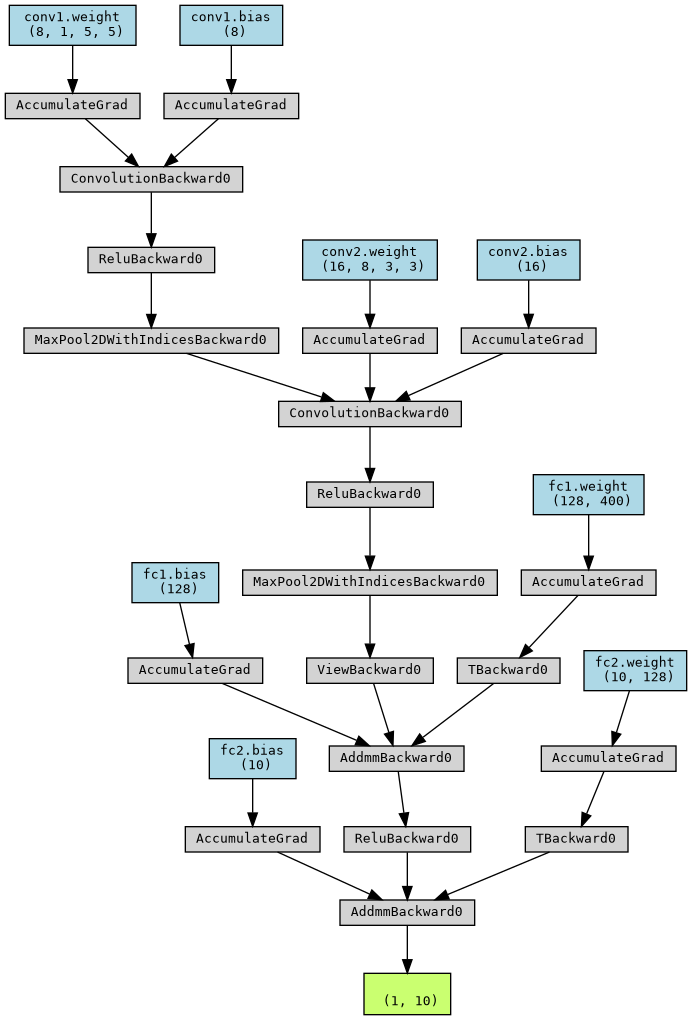 conv1.weight
(8, 1, 5, 5)
conv1.bias
(8)
AccumulateGrad
AccumulateGrad
ConvolutionBackward0
ReluBackward0
conv2.weight
(16, 8, 3, 3)
conv2.bias
(16)
MaxPool2DWithIndicesBackward0
AccumulateGrad
AccumulateGrad
ConvolutionBackward0
ReluBackward0
fc1.weight
(128, 400)
fc1.bias
(128)
MaxPool2DWithIndicesBackward0
AccumulateGrad
AccumulateGrad
ViewBackward0
TBackward0
fc2.weight
(10, 128)
fc2.bias
(10)
AddmmBackward0
AccumulateGrad
AccumulateGrad
ReluBackward0
TBackward0
AddmmBackward0
(1, 10)